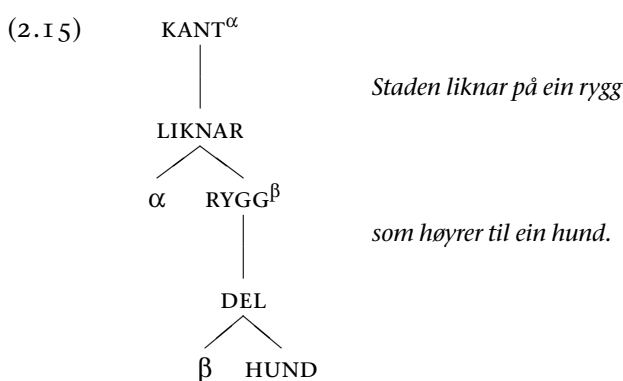 (2.15) KANTα
Staden liknar på ein rygg
LIKNAR
α RYGGβ
som høyrer til ein hund.
DEL
β HUND